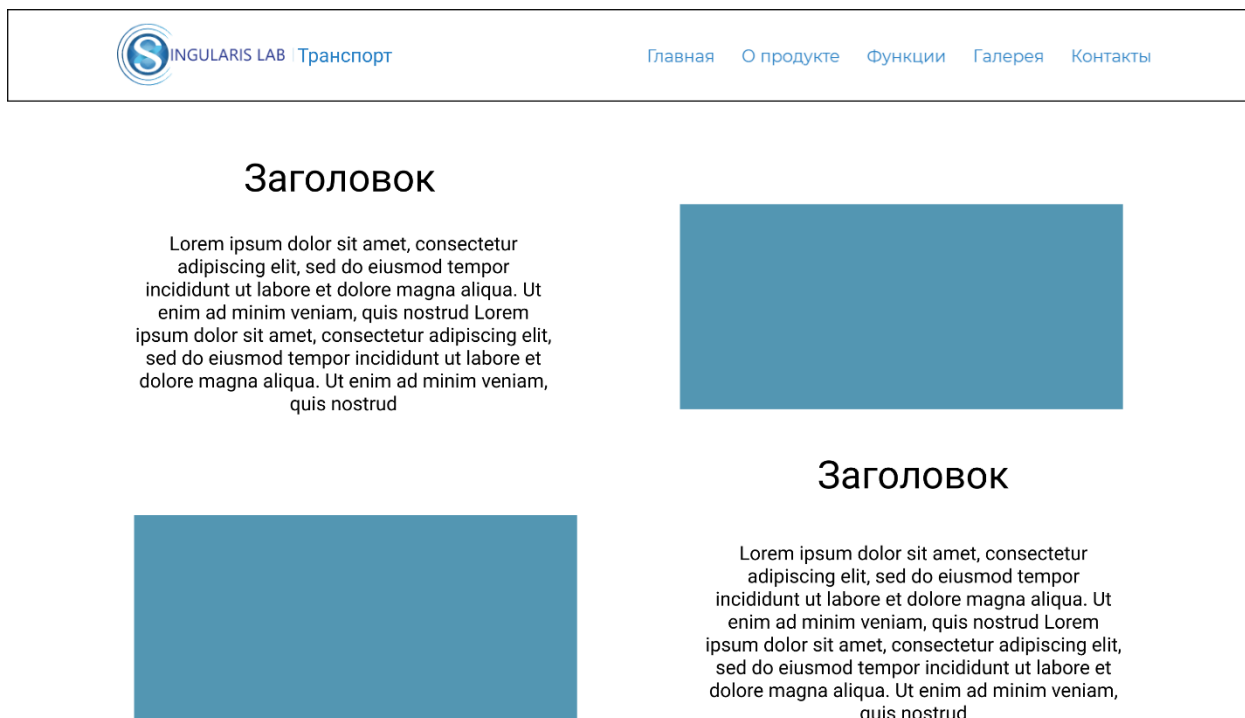 SINGULARIS LAB Транспорт
Главная О продукте Функции Галерея Контакты
Заголовок
Lorem ipsum dolor sit amet, consectetur
adipiscing elit, sed do eiusmod tempor
incididunt ut labore et dolore magna aliqua. Ut
enim ad minim veniam, quis nostrud Lorem
ipsum dolor sit amet, consectetur adipiscing elit,
sed do eiusmod tempor incididunt ut labore et
dolore magna aliqua. Ut enim ad minim veniam,
quis nostrud
Заголовок
Lorem ipsum dolor sit amet, consectetur
adipiscing elit, sed do eiusmod tempor
incididunt ut labore et dolore magna aliqua. Ut
enim ad minim veniam, quis nostrud Lorem
ipsum dolor sit amet, consectetur adipiscing elit,
sed do eiusmod tempor incididunt ut labore et
dolore magna aliqua. Ut enim ad minim veniam,
quis nostrud